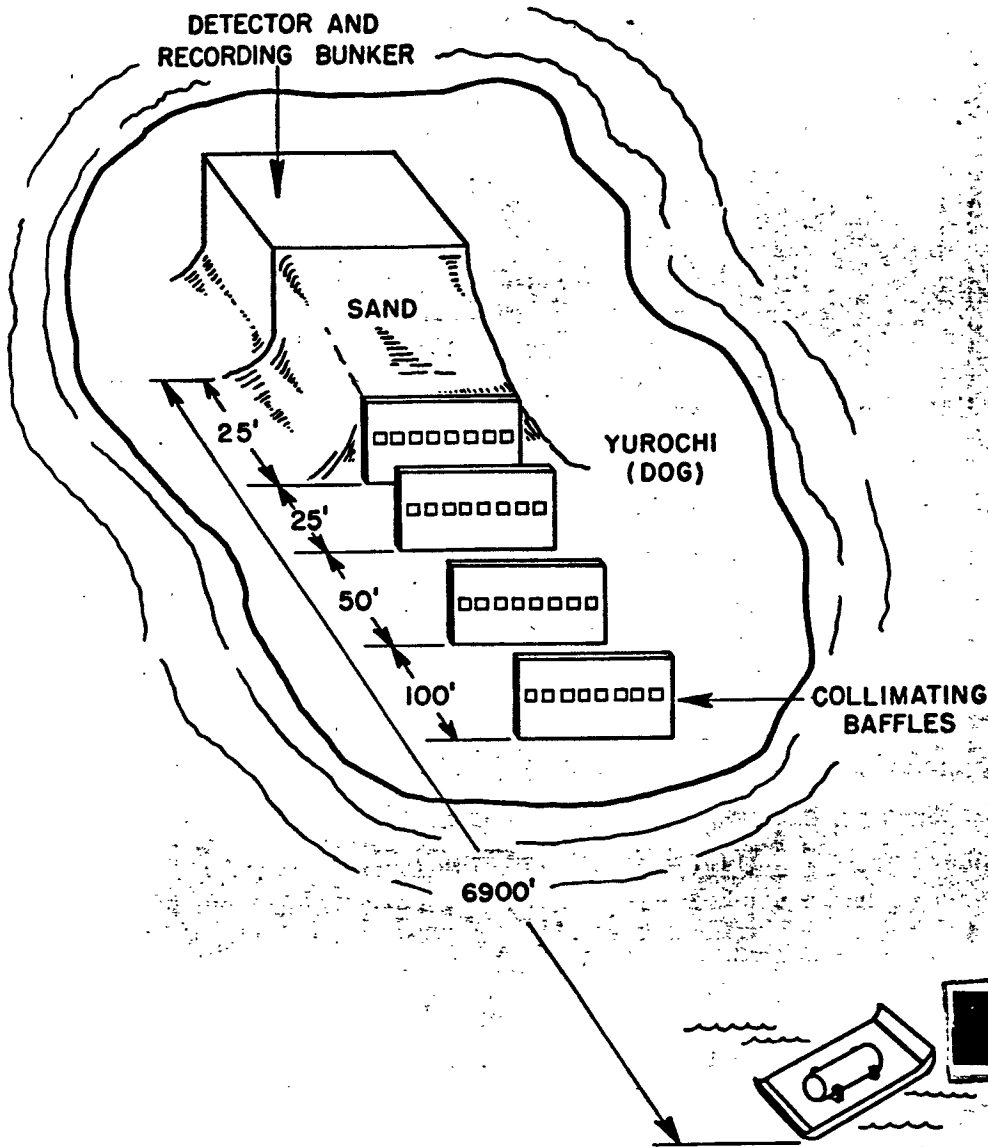 DETECTOR AND
RECORDING BUNKER
SAND
25'
YUROCHI
(DOG)
25'
50'
100'
COLLIMATING
BAFFLES
6900'